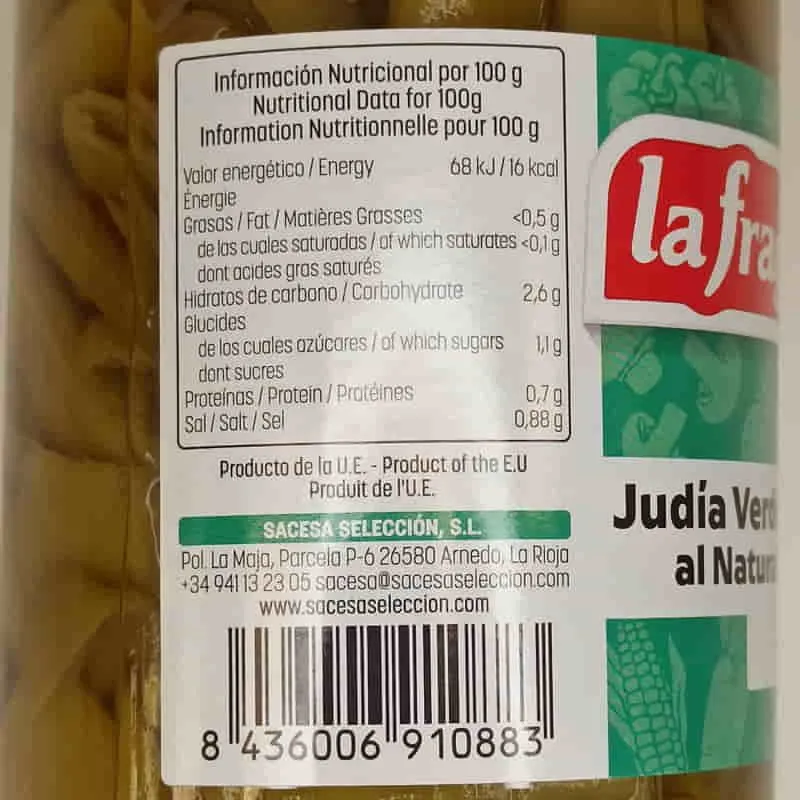 Información Nutricional por 100 g
Nutritional Data for 100g
Information Nutritionnelle pour 100 g
Valor energético / Energy 68 kJ / 16 kcal
Énergie
Grasas / Fat / Matières Grasses <0,5 g
de las cuales saturadas / of which saturates <0,1 g
dont acides gras saturés
Hidratos de carbono / Carbohydrate 2,6 g
Glucides
de los cuales azúcares / of which sugars 1,1 g
dont sucres
Proteínas / Protein / Protéines 0,7 g
Sal / Salt / Sel 0,88 g
Producto de la U.E. - Product of the E.U
Produit de l'U.E.
SACESA SELECCIÓN, S.L.
Pol. La Maja, Parcela P-6 26580 Arnedo, La Rioja
+34 941 13 23 05 sacesa@sacesaseleccion.com
www.sacesaseleccion.com
8 436006 910883
la fra
Judía Verd
al Natura